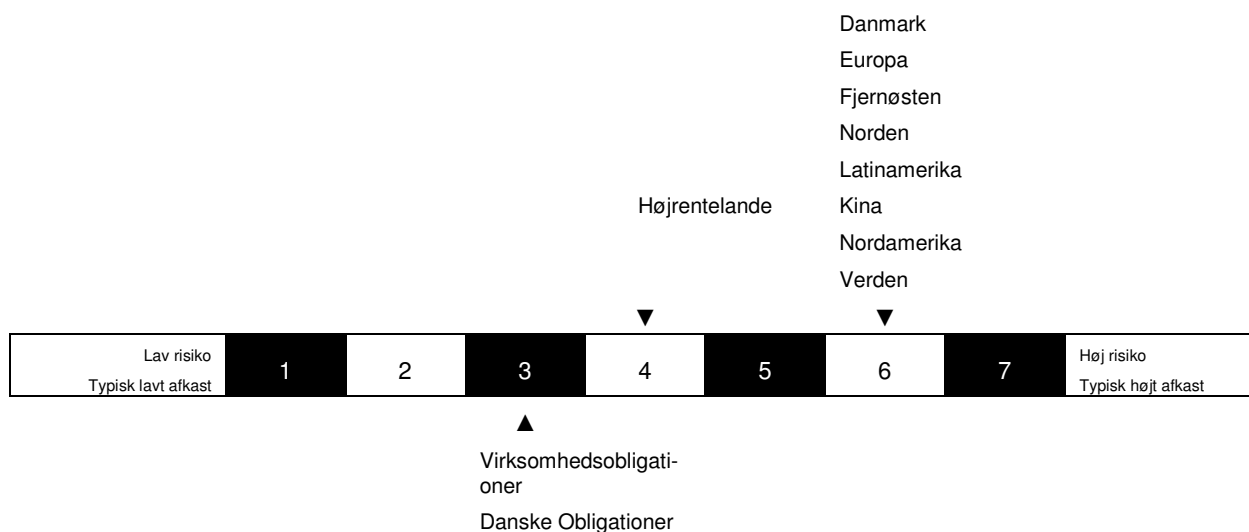 Danmark
Europa
Fjernøsten
Norden
Latinamerika
Højrentelande
Kina
Nordamerika
Verden
▼ ▼
Lav risiko
Typisk lavt afkast
1 2 3 4 5 6 7
Høj risiko
Typisk højt afkast
▲
Virksomhedsobligati-
oner
Danske Obligationer